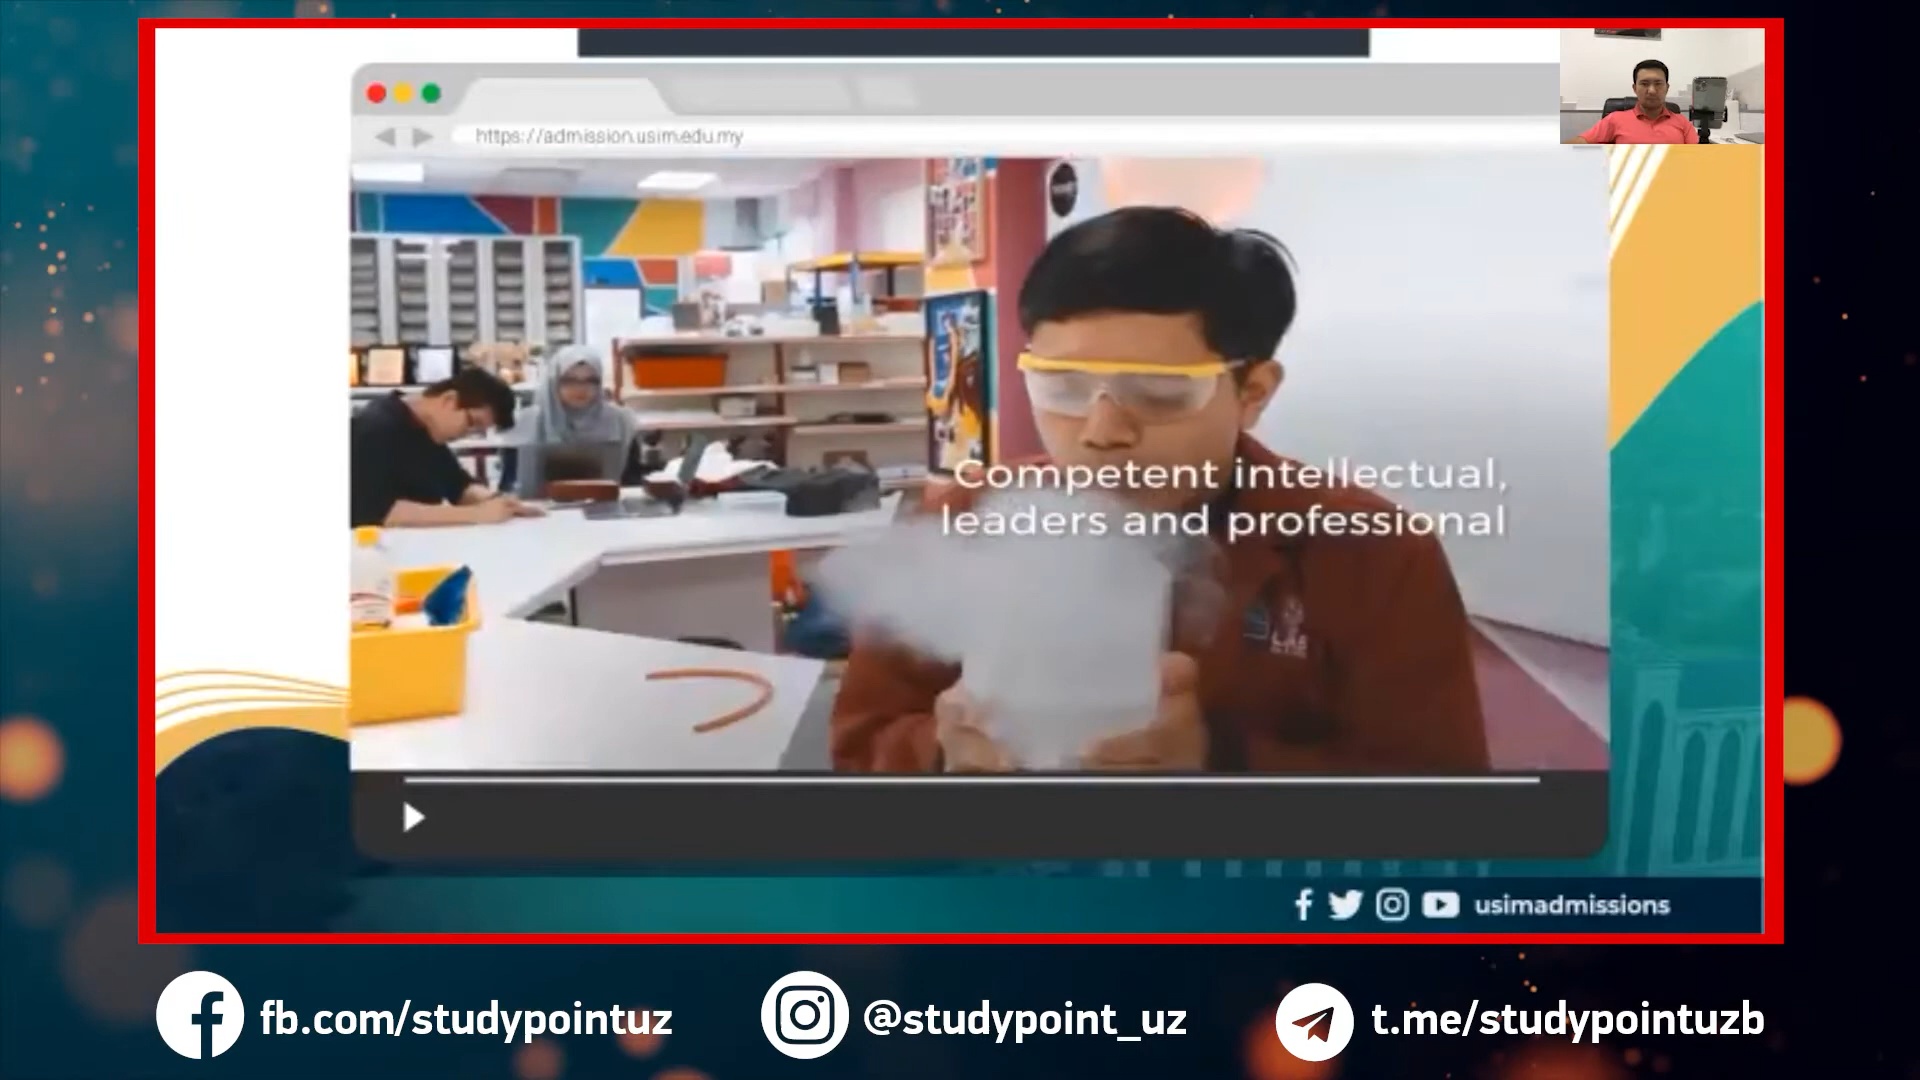 https://admission.usim.edu.my
Competent intellectual,
leaders and professional
usimadmissions
fb.com/studypointuz
@studypoint_uz
t.me/studypointuzb